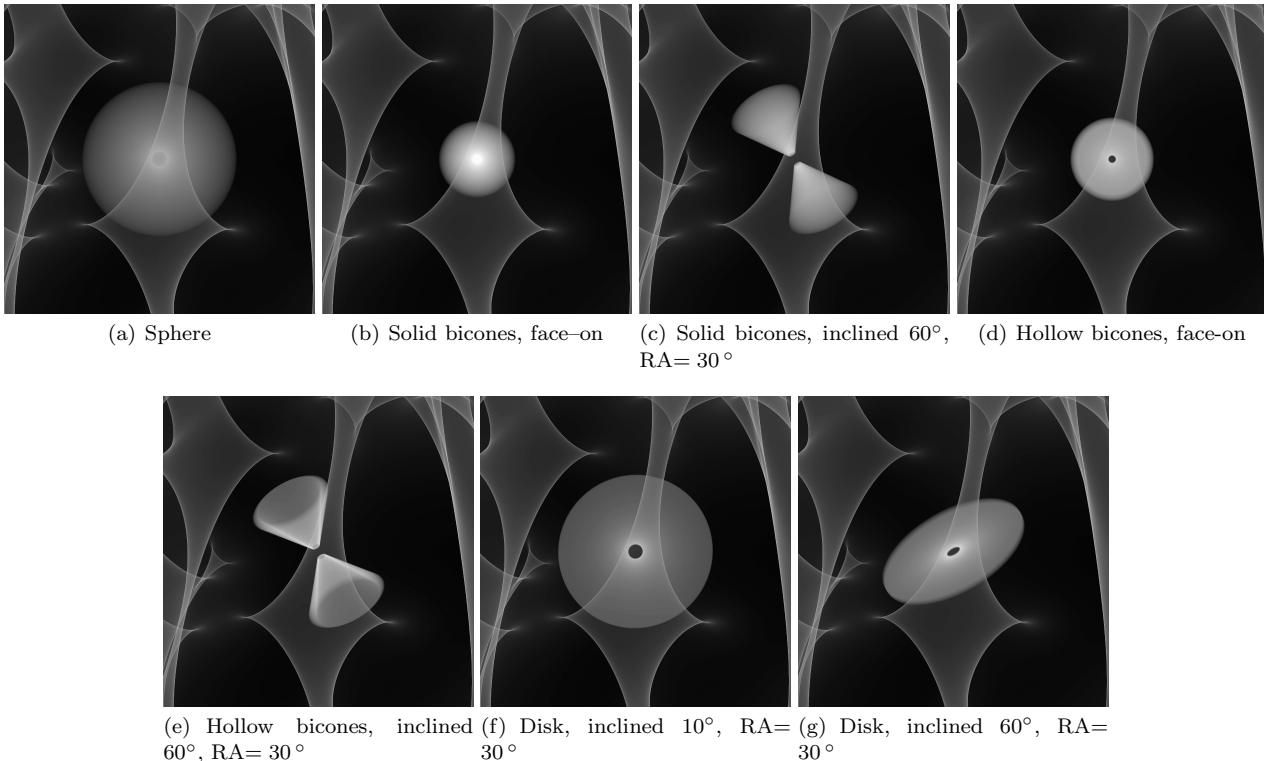 (a) Sphere
(b) Solid bicones, face–on
(c) Solid bicones, inclined 60°,
RA= 30 °
(d) Hollow bicones, face-on
(e) Hollow bicones, inclined
60°, RA= 30 °
(f) Disk, inclined 10°, RA=
30 °
(g) Disk, inclined 60°, RA=
30 °